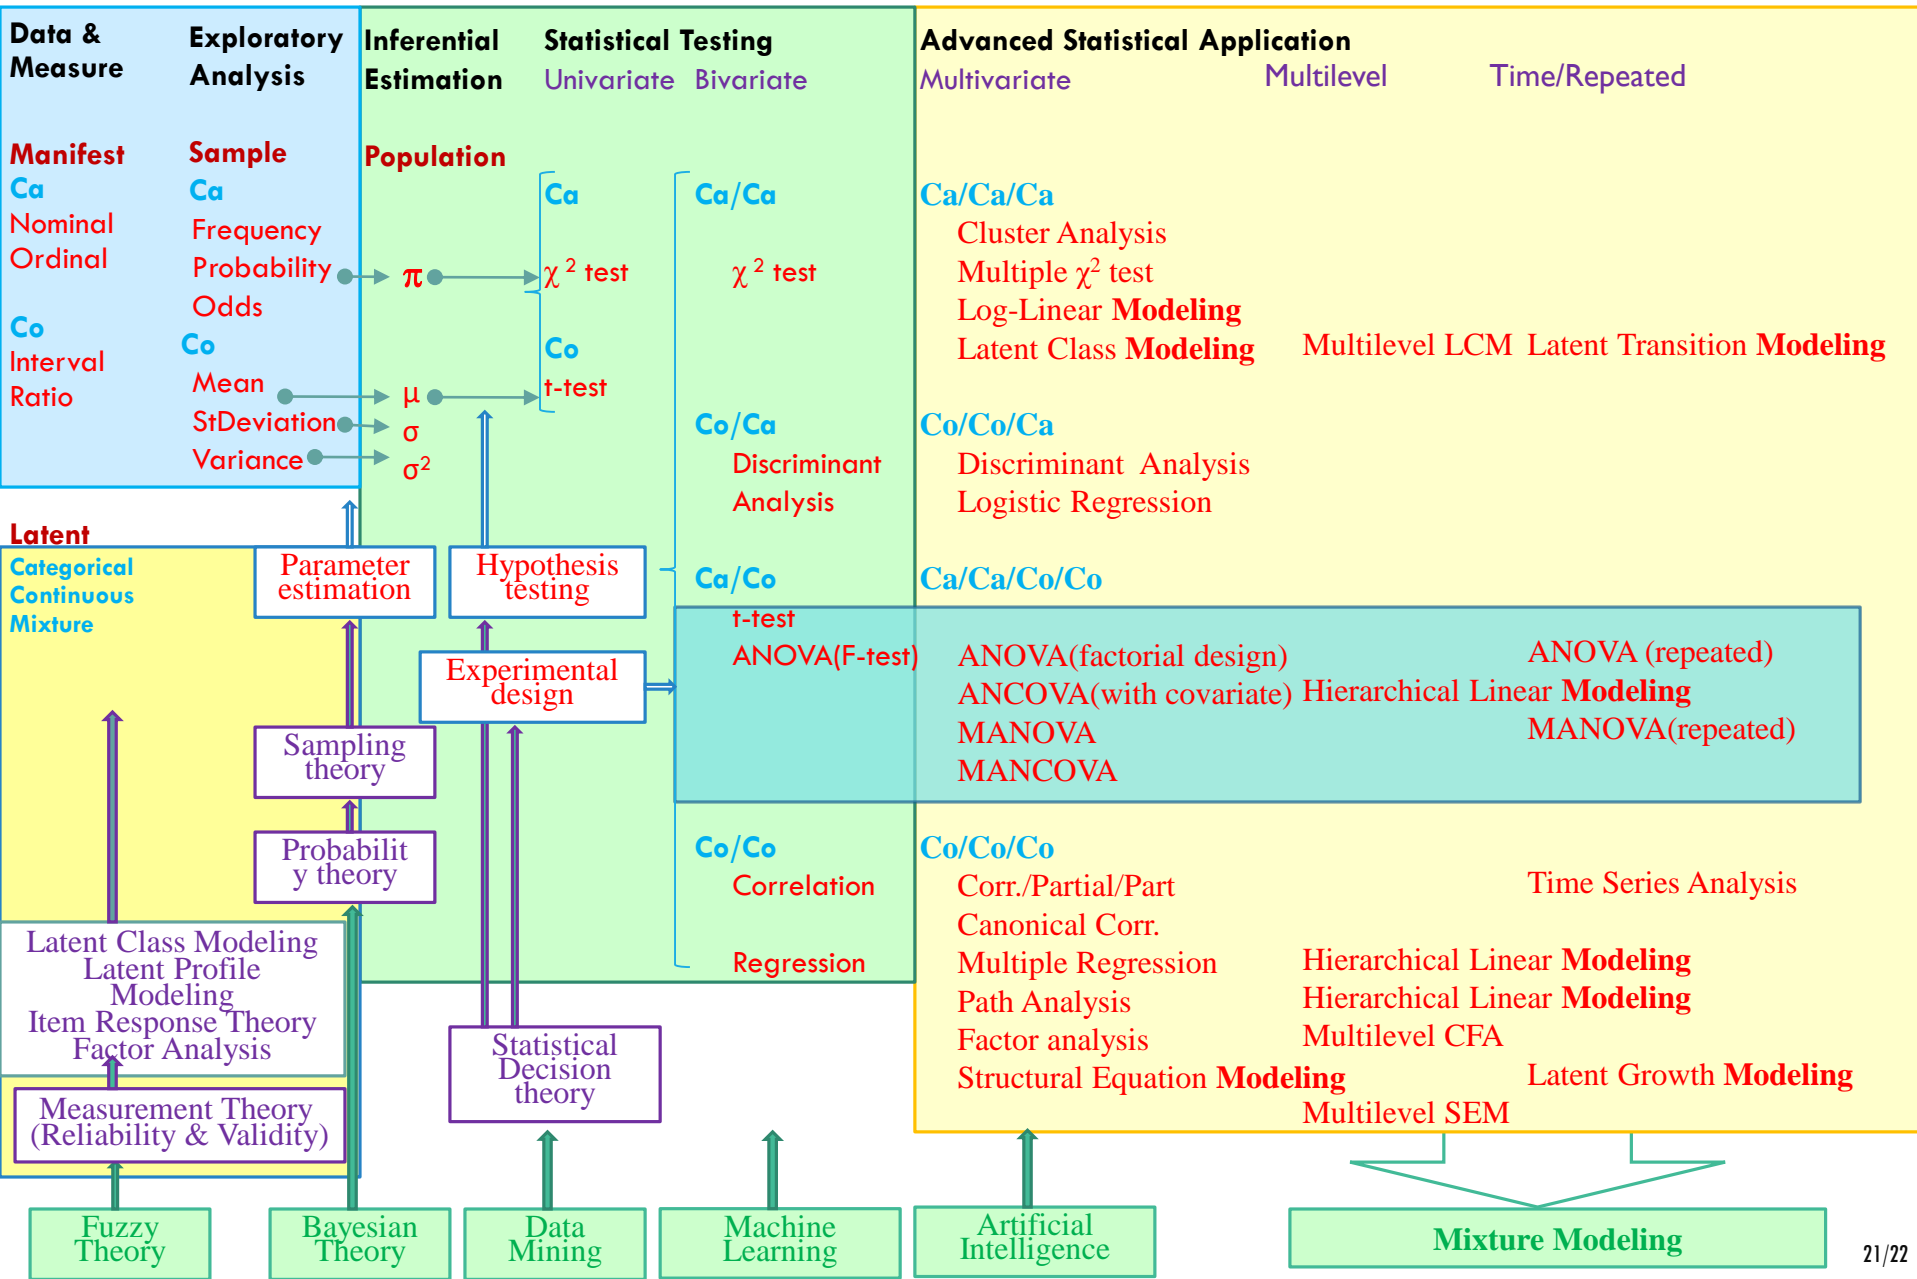 Data &
Measure
Exploratory
Analysis
Inferential
Estimation
Statistical Testing
Univariate
Bivariate
Advanced Statistical Application
Multivariate
Multilevel
Time/Repeated
Manifest
Ca
Nominal
Ordinal
Co
Interval
Ratio
Sample
Ca
Frequency
Probability
Odds
Co
Mean
StDeviation
Variance
Population
π
μ
σ
σ²
Ca
χ² test
Co
t-test
Ca/Ca
χ² test
Co/Ca
Discriminant
Analysis
Ca/Co
t-test
ANOVA(F-test)
Co/Co
Correlation
Regression
Ca/Ca/Ca
Cluster Analysis
Multiple χ² test
Log-Linear Modeling
Latent Class Modeling
Multilevel LCM
Latent Transition Modeling
Co/Co/Ca
Discriminant Analysis
Logistic Regression
Ca/Ca/Co/Co
ANOVA(factorial design)
ANOVA (repeated)
ANCOVA(with covariate)
Hierarchical Linear Modeling
MANOVA
MANOVA(repeated)
MANCOVA
Co/Co/Co
Corr./Partial/Part
Time Series Analysis
Canonical Corr.
Multiple Regression
Hierarchical Linear Modeling
Path Analysis
Hierarchical Linear Modeling
Factor analysis
Multilevel CFA
Structural Equation Modeling
Latent Growth Modeling
Multilevel SEM
Latent
Categorical
Continuous
Mixture
Parameter
estimation
Hypothesis
testing
Experimental
design
Sampling
theory
Probabilit
y theory
Latent Class Modeling
Latent Profile
Modeling
Item Response Theory
Factor Analysis
Measurement Theory
(Reliability & Validity)
Statistical
Decision
theory
Fuzzy
Theory
Bayesian
Theory
Data
Mining
Machine
Learning
Artificial
Intelligence
Mixture Modeling
21/22